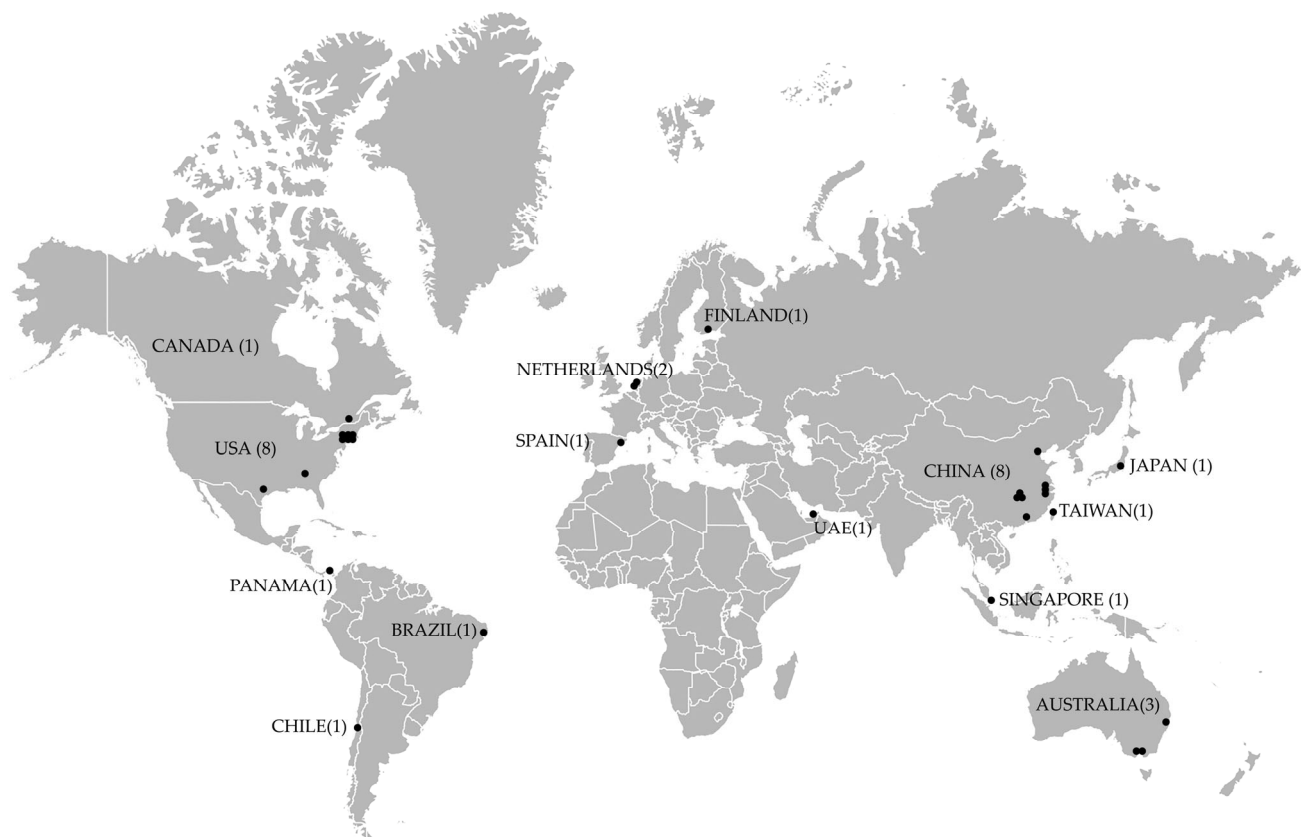 FINLAND(1)
CANADA (1)
NETHERLANDS(2)
SPAIN(1)
USA (8)
CHINA (8)
JAPAN (1)
TAIWAN(1)
UAE(1)
PANAMA(1)
SINGAPORE (1)
BRAZIL(1)
AUSTRALIA(3)
CHILE(1)